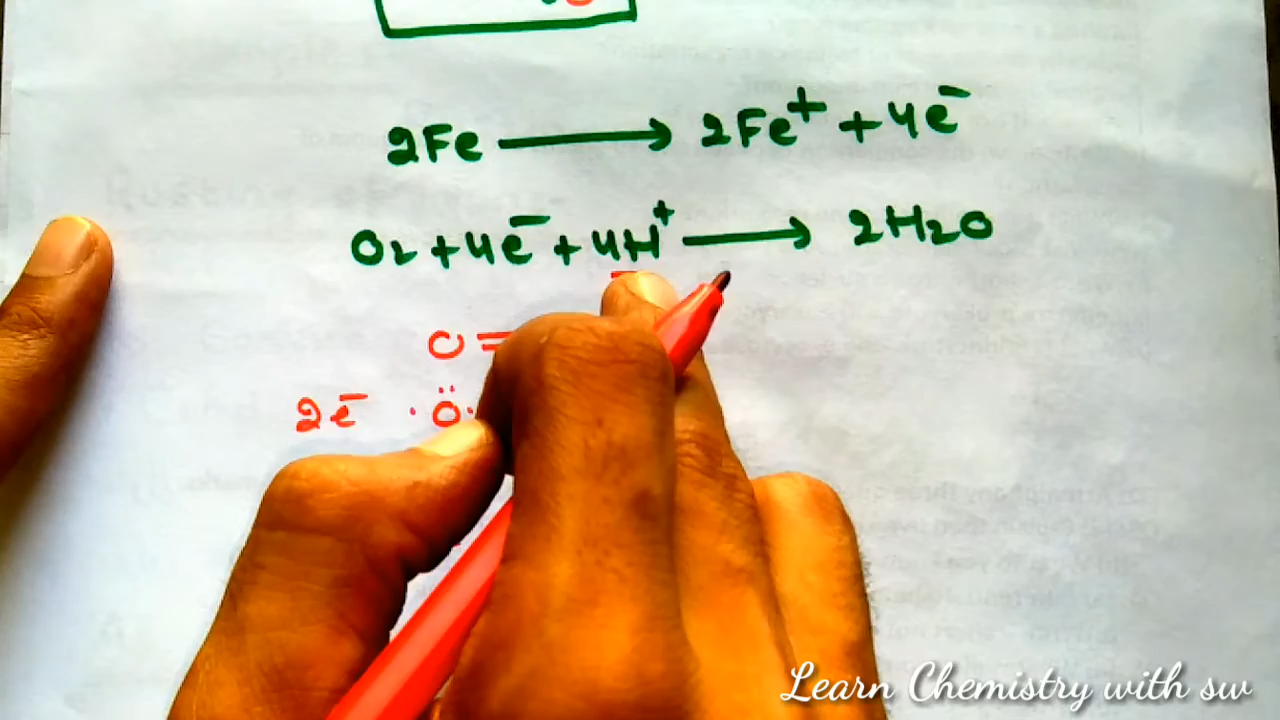 2Fe ⟶ 2Fe⁺ + 4e⁻
O₂ + 4e⁻ + 4H⁺ ⟶ 2H₂O
O =
2e⁻ ·Ö·
Learn Chemistry with sw